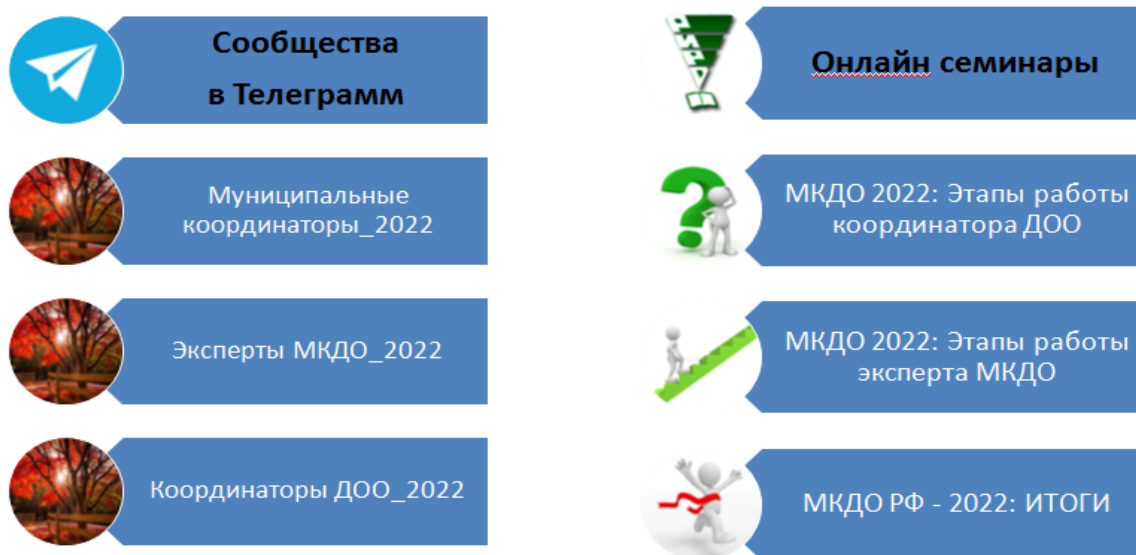 Сообщества
в Телеграмм
Муниципальные
координаторы_2022
Эксперты МКДО_2022
Координаторы ДОО_2022
Онлайн семинары
МКДО 2022: Этапы работы
координатора ДОО
МКДО 2022: Этапы работы
эксперта МКДО
МКДО РФ - 2022: ИТОГИ